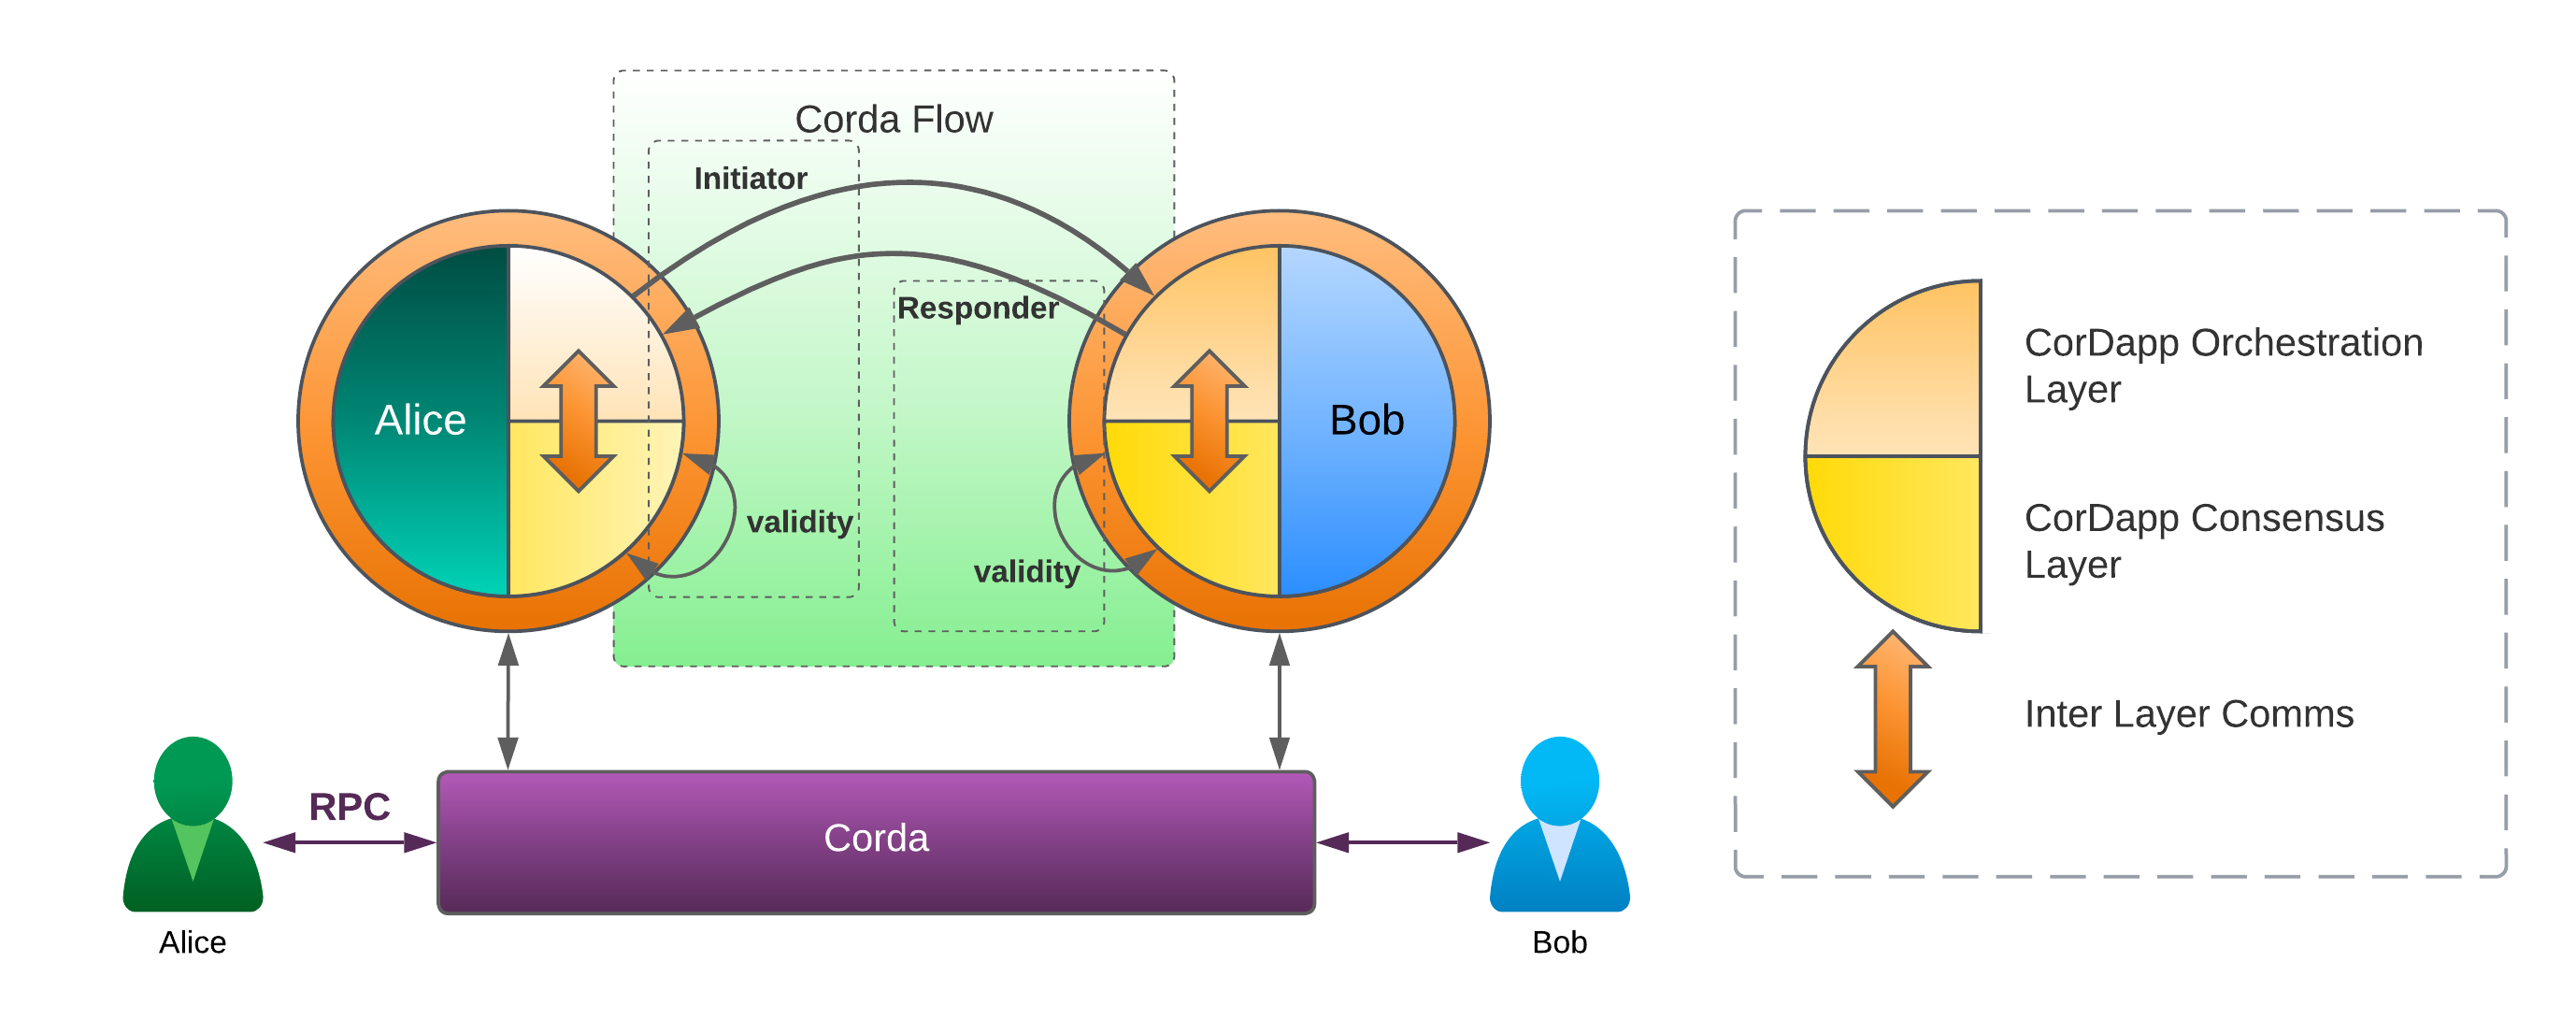 Corda Flow
Initiator
Responder
Alice
Bob
validity
validity
RPC
Corda
Alice
Bob
CorDapp Orchestration
Layer
CorDapp Consensus
Layer
Inter Layer Comms